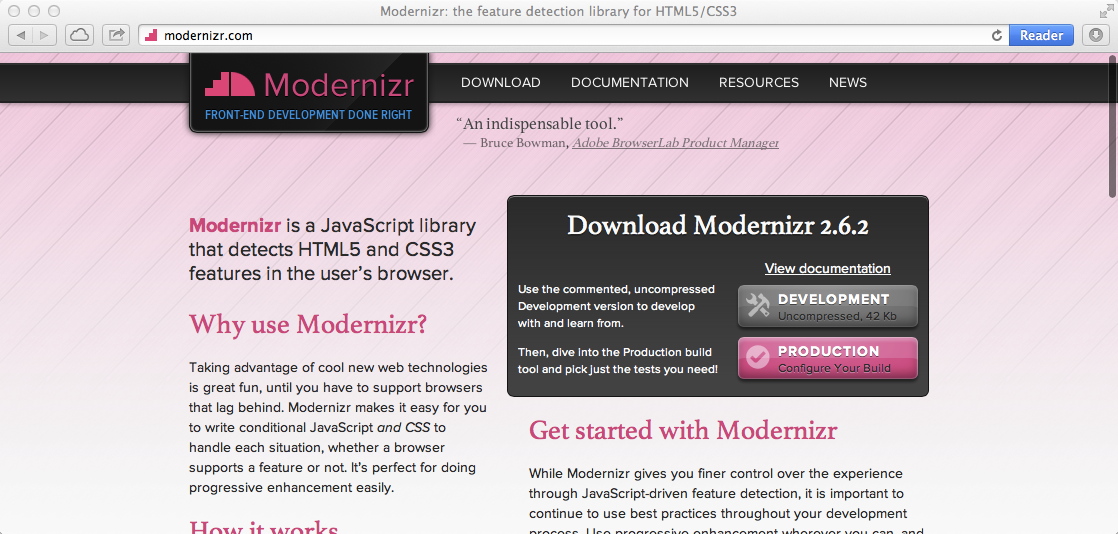 Modernizr: the feature detection library for HTML5/CSS3
modernizr.com
Reader
Modernizr
FRONT-END DEVELOPMENT DONE RIGHT
DOWNLOAD DOCUMENTATION RESOURCES NEWS
“An indispensable tool.”
— Bruce Bowman, Adobe BrowserLab Product Manager
Modernizr is a JavaScript library
that detects HTML5 and CSS3
features in the user’s browser.
Why use Modernizr?
Taking advantage of cool new web technologies
is great fun, until you have to support browsers
that lag behind. Modernizr makes it easy for you
to write conditional JavaScript and CSS to
handle each situation, whether a browser
supports a feature or not. It’s perfect for doing
progressive enhancement easily.
How it works
Download Modernizr 2.6.2
View documentation
Use the commented, uncompressed
Development version to develop
with and learn from.
DEVELOPMENT
Uncompressed, 42 Kb
Then, dive into the Production build
tool and pick just the tests you need!
PRODUCTION
Configure Your Build
Get started with Modernizr
While Modernizr gives you finer control over the experience
through JavaScript-driven feature detection, it is important to
continue to use best practices throughout your development
process. Use progressive enhancement wherever you can, and